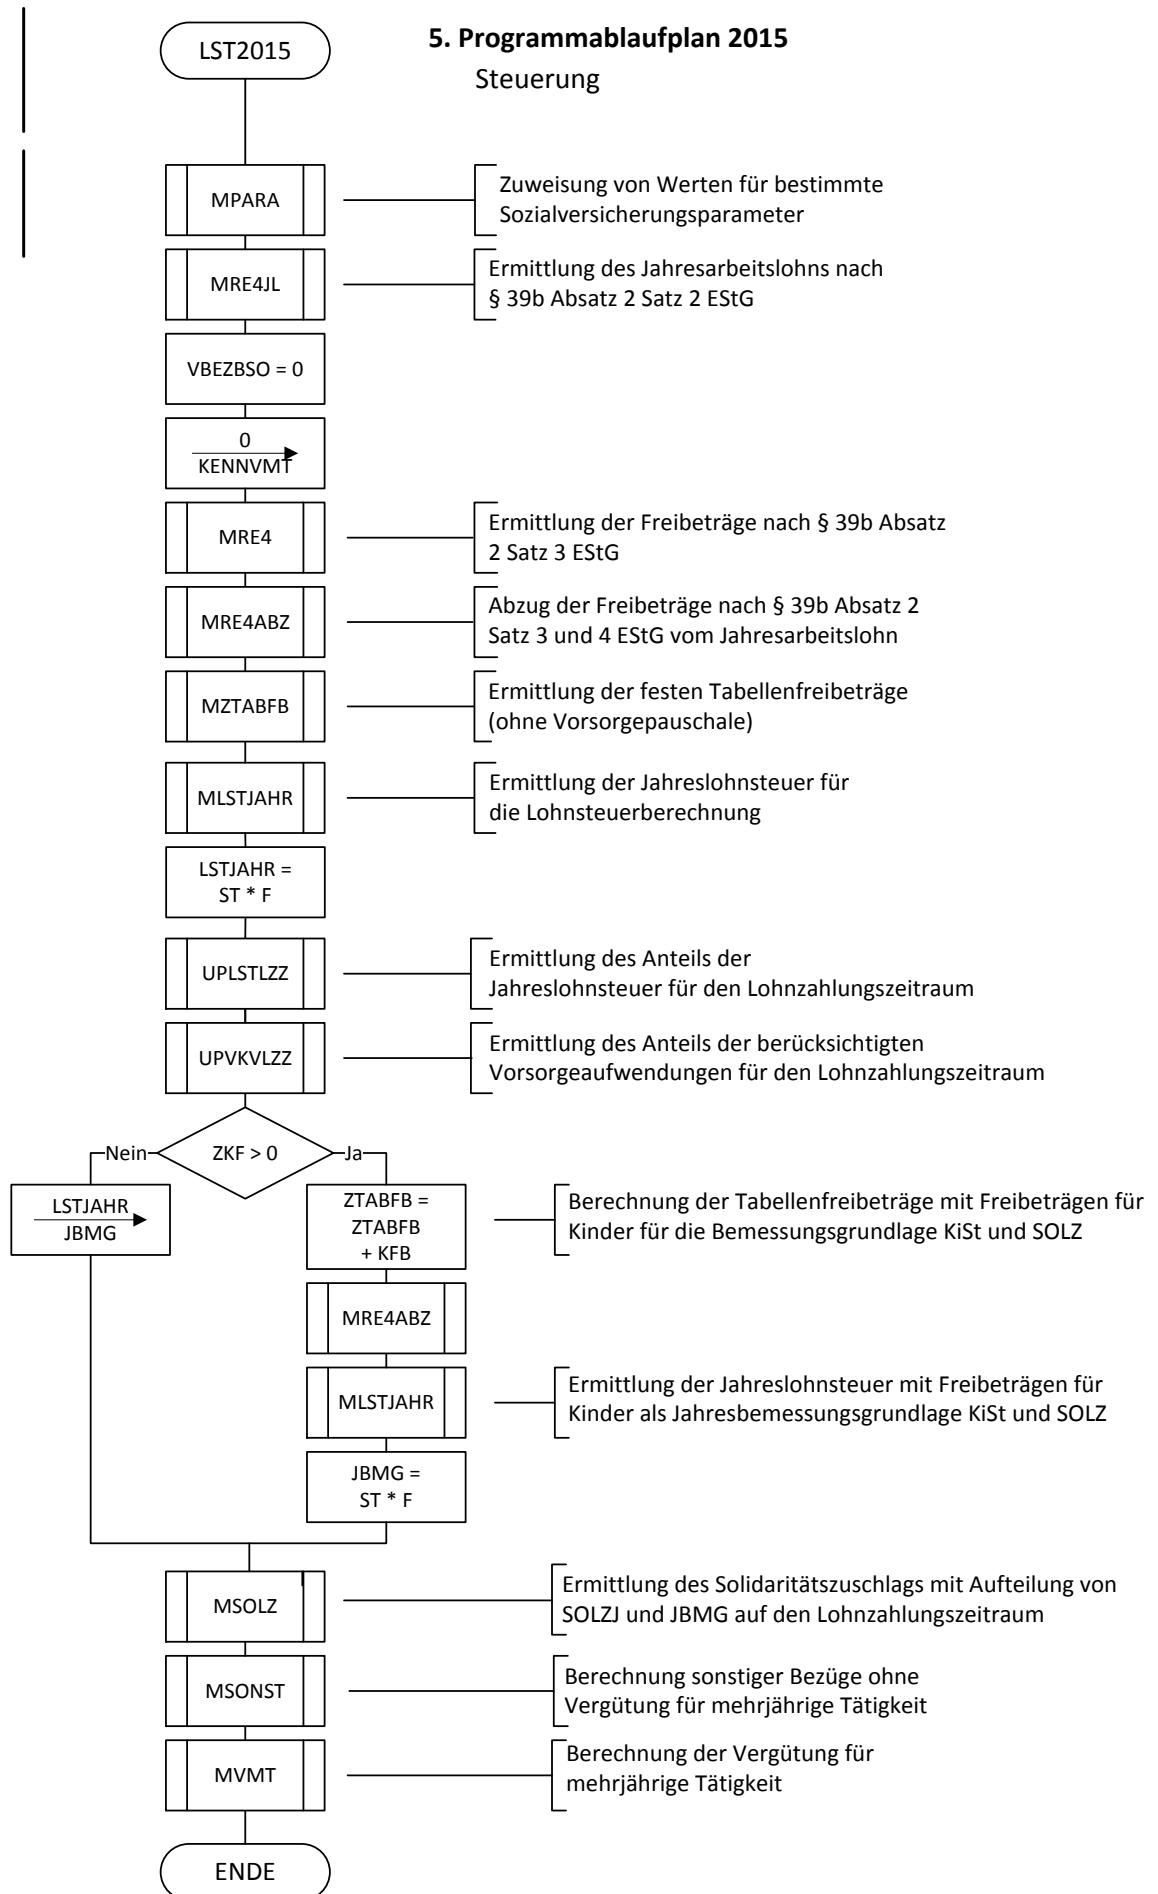 LST2015
5. Programmablaufplan 2015
Steuerung
MPARA
Zuweisung von Werten für bestimmte
Sozialversicherungsparameter
MRE4JL
Ermittlung des Jahresarbeitslohns nach
§ 39b Absatz 2 Satz 2 EStG
VBEZBSO = 0
0
KENNVMT
MRE4
Ermittlung der Freibeträge nach § 39b Absatz
2 Satz 3 EStG
MRE4ABZ
Abzug der Freibeträge nach § 39b Absatz 2
Satz 3 und 4 EStG vom Jahresarbeitslohn
MZTABFB
Ermittlung der festen Tabellenfreibeträge
(ohne Vorsorgepauschale)
MLSTJAHR
Ermittlung der Jahreslohnsteuer für
die Lohnsteuerberechnung
LSTJAHR =
ST * F
UPLSTLZZ
Ermittlung des Anteils der
Jahreslohnsteuer für den Lohnzahlungszeitraum
UPVKVLZZ
Ermittlung des Anteils der berücksichtigten
Vorsorgeaufwendungen für den Lohnzahlungszeitraum
Nein
ZKF > 0
Ja
LSTJAHR
JBMG
ZTABFB =
ZTABFB
+ KFB
Berechnung der Tabellenfreibeträge mit Freibeträgen für
Kinder für die Bemessungsgrundlage KiSt und SOLZ
MRE4ABZ
MLSTJAHR
Ermittlung der Jahreslohnsteuer mit Freibeträgen für
Kinder als Jahresbemessungsgrundlage KiSt und SOLZ
JBMG =
ST * F
MSOLZ
Ermittlung des Solidaritätszuschlags mit Aufteilung von
SOLZJ und JBMG auf den Lohnzahlungszeitraum
MSONST
Berechnung sonstiger Bezüge ohne
Vergütung für mehrjährige Tätigkeit
MVMT
Berechnung der Vergütung für
mehrjährige Tätigkeit
ENDE